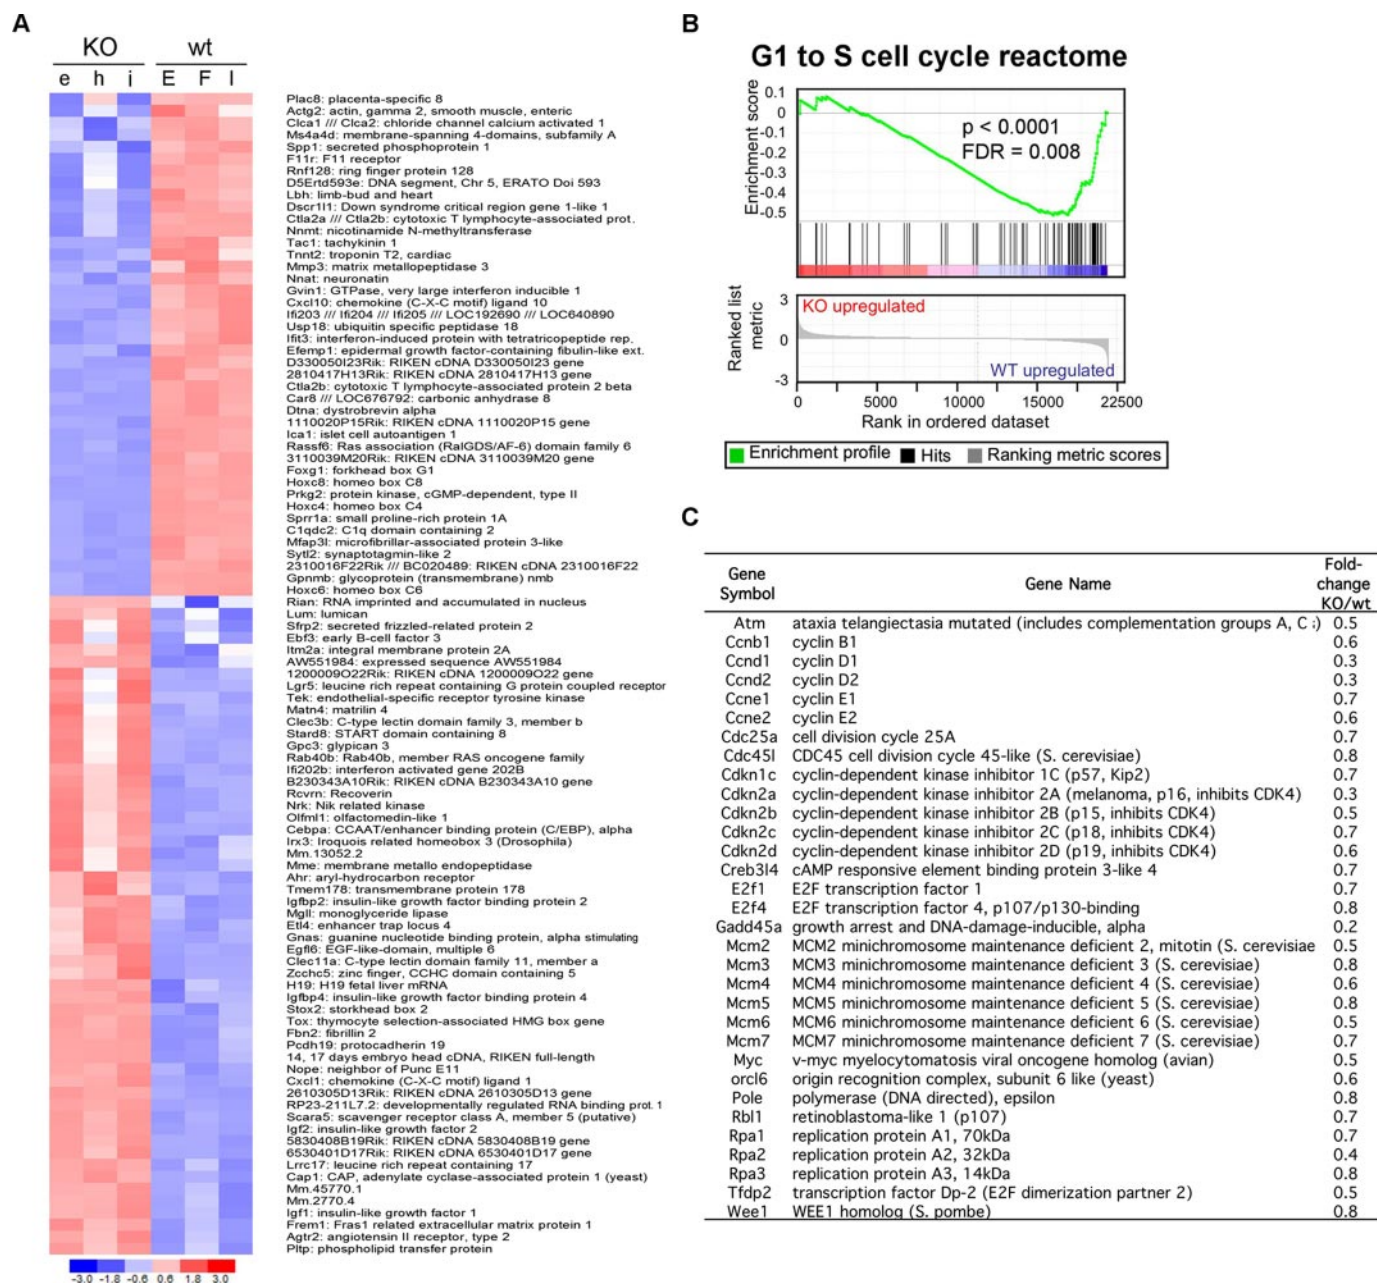 A
KO wt
e h i E F I
Plac8: placenta-specific 8
Actg2: actin, gamma 2, smooth muscle, enteric
Clca1 /// Clca2: chloride channel calcium activated 1
Ms4a4d: membrane-spanning 4-domains, subfamily A
Spp1: secreted phosphoprotein 1
F11r: F11 receptor
Rnf128: ring finger protein 128
D5Ertd593e: DNA segment, Chr 5, ERATO Doi 593
Lbh: limb-bud and heart
Dscr1l1: Down syndrome critical region gene 1-like 1
Ctla2a /// Ctla2b: cytotoxic T lymphocyte-associated prot.
Nnmt: nicotinamide N-methyltransferase
Tac1: tachykinin 1
Tnnt2: troponin T2, cardiac
Mmp3: matrix metallopeptidase 3
Nnat: neuronatin
Gvin1: GTPase, very large interferon inducible 1
Cxcl10: chemokine (C-X-C motif) ligand 10
Ifi203 /// Ifi204 /// Ifi205 /// LOC192690 /// LOC640890
Usp18: ubiquitin specific peptidase 18
Ifit3: interferon-induced protein with tetratricopeptide rep.
Efemp1: epidermal growth factor-containing fibulin-like ext.
D330050I23Rik: RIKEN cDNA D330050I23 gene
2810417H13Rik: RIKEN cDNA 2810417H13 gene
Ctla2b: cytotoxic T lymphocyte-associated protein 2 beta
Car8 /// LOC676792: carbonic anhydrase 8
Dtna: dystrobrevin alpha
1110020P15Rik: RIKEN cDNA 1110020P15 gene
Ica1: islet cell autoantigen 1
Rassf6: Ras association (RalGDS/AF-6) domain family 6
3110039M20Rik: RIKEN cDNA 3110039M20 gene
Foxg1: forkhead box G1
Hoxc8: homeo box C8
Prkg2: protein kinase, cGMP-dependent, type II
Hoxc4: homeo box C4
Sprr1a: small proline-rich protein 1A
C1qdc2: C1q domain containing 2
Mfap3l: microfibrillar-associated protein 3-like
Sytl2: synaptotagmin-like 2
2310016F22Rik /// BC020489: RIKEN cDNA 2310016F22
Gpnmb: glycoprotein (transmembrane) nmb
Hoxc6: homeo box C6
Rian: RNA imprinted and accumulated in nucleus
Lum: lumican
Sfrp2: secreted frizzled-related protein 2
Ebf3: early B-cell factor 3
Itm2a: integral membrane protein 2A
AW551984: expressed sequence AW551984
1200009O22Rik: RIKEN cDNA 1200009O22 gene
Lgr5: leucine rich repeat containing G protein coupled receptor
Tek: endothelial-specific receptor tyrosine kinase
Matn4: matrilin 4
Clec3b: C-type lectin domain family 3, member b
Stard8: START domain containing 8
Gpc3: glypican 3
Rab40b: Rab40b, member RAS oncogene family
Ifi202b: interferon activated gene 202B
B230343A10Rik: RIKEN cDNA B230343A10 gene
Rcvrn: Recoverin
Nrk: Nik related kinase
Olfml1: olfactomedin-like 1
Cebpa: CCAAT/enhancer binding protein (C/EBP), alpha
Irx3: Iroquois related homeobox 3 (Drosophila)
Mm.13052.2
Mme: membrane metallo endopeptidase
Ahr: aryl-hydrocarbon receptor
Tmem178: transmembrane protein 178
Igfbp2: insulin-like growth factor binding protein 2
Mgll: monoglyceride lipase
Etl4: enhancer trap locus 4
Gnas: guanine nucleotide binding protein, alpha stimulating
Egfl6: EGF-like-domain, multiple 6
Clec11a: C-type lectin domain family 11, member a
Zcchc5: zinc finger, CCHC domain containing 5
H19: H19 fetal liver mRNA
Igfbp4: insulin-like growth factor binding protein 4
Stox2: storkhead box 2
Tox: thymocyte selection-associated HMG box gene
Fbn2: fibrillin 2
Pcdh19: protocadherin 19
14, 17 days embryo head cDNA, RIKEN full-length
Nope: neighbor of Punc E11
Cxcl1: chemokine (C-X-C motif) ligand 1
2610305D13Rik: RIKEN cDNA 2610305D13 gene
RP23-211L7.2: developmentally regulated RNA binding prot. 1
Scara5: scavenger receptor class A, member 5 (putative)
Igf2: insulin-like growth factor 2
5830408B19Rik: RIKEN cDNA 5830408B19 gene
6530401D17Rik: RIKEN cDNA 6530401D17 gene
Lrrc17: leucine rich repeat containing 17
Cap1: CAP, adenylate cyclase-associated protein 1 (yeast)
Mm.45770.1
Mm.2770.4
Igf1: insulin-like growth factor 1
Frem1: Fras1 related extracellular matrix protein 1
Agtr2: angiotensin II receptor, type 2
Pltp: phospholipid transfer protein
-3.0 -1.8 -0.6 0.6 1.8 3.0
B
G1 to S cell cycle reactome
Enrichment score
0.1
0
-0.1
-0.2
-0.3
-0.4
-0.5
p < 0.0001
FDR = 0.008
Ranked list metric
3
0
-3
KO upregulated
WT upregulated
0 5000 10000 15000 22500
Rank in ordered dataset
Enrichment profile Hits Ranking metric scores
C
Gene Symbol Gene Name Fold-change KO/wt
Atm ataxia telangiectasia mutated (includes complementation groups A, C 0.5
Ccnb1 cyclin B1 0.6
Ccnd1 cyclin D1 0.3
Ccnd2 cyclin D2 0.3
Ccne1 cyclin E1 0.7
Ccne2 cyclin E2 0.6
Cdc25a cell division cycle 25A 0.7
Cdc45l CDC45 cell division cycle 45-like (S. cerevisiae) 0.8
Cdkn1c cyclin-dependent kinase inhibitor 1C (p57, Kip2) 0.7
Cdkn2a cyclin-dependent kinase inhibitor 2A (melanoma, p16, inhibits CDK4) 0.3
Cdkn2b cyclin-dependent kinase inhibitor 2B (p15, inhibits CDK4) 0.5
Cdkn2c cyclin-dependent kinase inhibitor 2C (p18, inhibits CDK4) 0.7
Cdkn2d cyclin-dependent kinase inhibitor 2D (p19, inhibits CDK4) 0.6
Creb3l4 cAMP responsive element binding protein 3-like 4 0.7
E2f1 E2F transcription factor 1 0.7
E2f4 E2F transcription factor 4, p107/p130-binding 0.8
Gadd45a growth arrest and DNA-damage-inducible, alpha 0.2
Mcm2 MCM2 minichromosome maintenance deficient 2, mitotin (S. cerevisiae 0.5
Mcm3 MCM3 minichromosome maintenance deficient 3 (S. cerevisiae) 0.8
Mcm4 MCM4 minichromosome maintenance deficient 4 (S. cerevisiae) 0.6
Mcm5 MCM5 minichromosome maintenance deficient 5 (S. cerevisiae) 0.8
Mcm6 MCM6 minichromosome maintenance deficient 6 (S. cerevisiae) 0.5
Mcm7 MCM7 minichromosome maintenance deficient 7 (S. cerevisiae) 0.7
Myc v-myc myelocytomatosis viral oncogene homolog (avian) 0.5
orcl6 origin recognition complex, subunit 6 like (yeast) 0.6
Pole polymerase (DNA directed), epsilon 0.8
Rbl1 retinoblastoma-like 1 (p107) 0.7
Rpa1 replication protein A1, 70kDa 0.7
Rpa2 replication protein A2, 32kDa 0.4
Rpa3 replication protein A3, 14kDa 0.8
Tfdp2 transcription factor Dp-2 (E2F dimerization partner 2) 0.5
Wee1 WEE1 homolog (S. pombe) 0.8